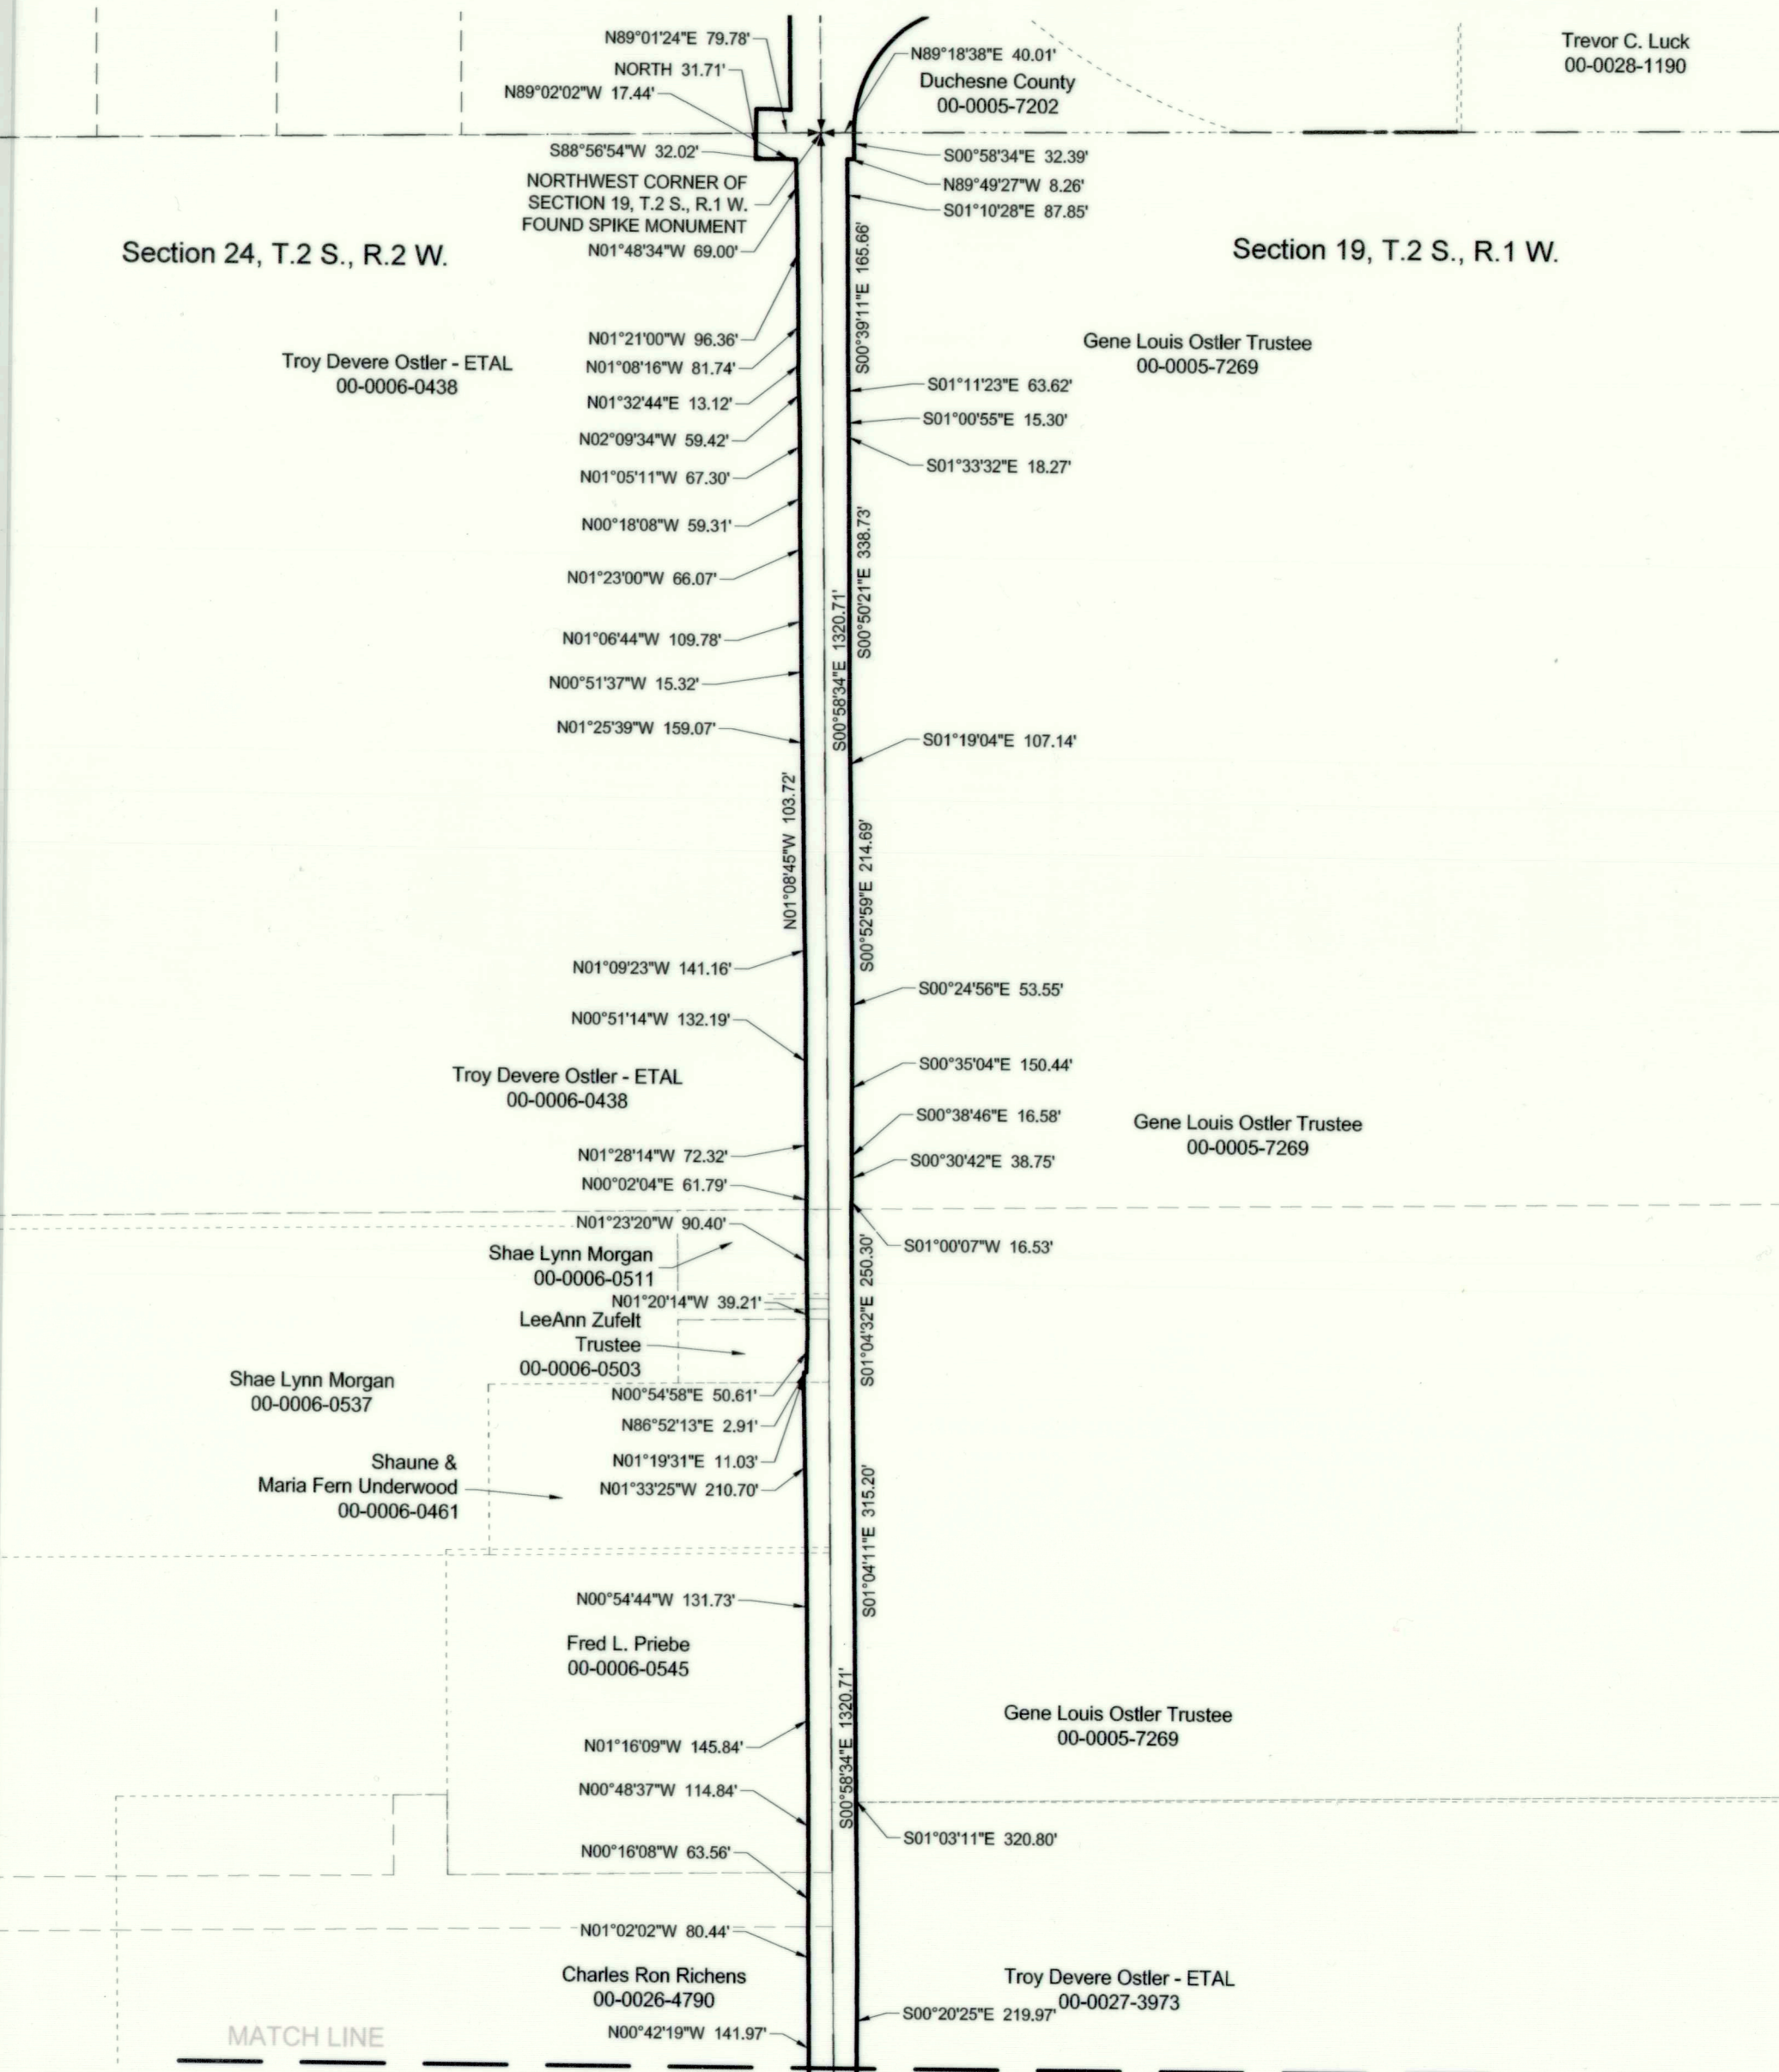 N89°01'24"E 79.78'
NORTH 31.71'
N89°02'02"W 17.44'
S88°56'54"W 32.02'
NORTHWEST CORNER OF
SECTION 19, T.2 S., R.1 W.
FOUND SPIKE MONUMENT
N01°48'34"W 69.00'
N89°18'38"E 40.01'
Duchesne County
00-0005-7202
Trevor C. Luck
00-0028-1190
S00°58'34"E 32.39'
N89°49'27"W 8.26'
S01°10'28"E 87.85'
Section 24, T.2 S., R.2 W.
Section 19, T.2 S., R.1 W.
S00°39'11"E 165.66'
Troy Devere Ostler - ETAL
00-0006-0438
N01°21'00"W 96.36'
N01°08'16"W 81.74'
N01°32'44"E 13.12'
N02°09'34"W 59.42'
N01°05'11"W 67.30'
N00°18'08"W 59.31'
N01°23'00"W 66.07'
N01°06'44"W 109.78'
N00°51'37"W 15.32'
N01°25'39"W 159.07'
Gene Louis Ostler Trustee
00-0005-7269
S01°11'23"E 63.62'
S01°00'55"E 15.30'
S01°33'32"E 18.27'
S00°50'21"E 338.73'
S00°58'34"E 1320.71'
S01°19'04"E 107.14'
N01°08'45"W 103.72'
S00°52'59"E 214.69'
N01°09'23"W 141.16'
N00°51'14"W 132.19'
S00°24'56"E 53.55'
S00°35'04"E 150.44'
S00°38'46"E 16.58'
S00°30'42"E 38.75'
Troy Devere Ostler - ETAL
00-0006-0438
Gene Louis Ostler Trustee
00-0005-7269
N01°28'14"W 72.32'
N00°02'04"E 61.79'
N01°23'20"W 90.40'
S01°00'07"W 16.53'
Shae Lynn Morgan
00-0006-0511
N01°20'14"W 39.21'
LeeAnn Zufelt
Trustee
00-0006-0503
S01°04'32"E 250.30'
Shae Lynn Morgan
00-0006-0537
N00°54'58"E 50.61'
N86°52'13"E 2.91'
N01°19'31"E 11.03'
N01°33'25"W 210.70'
Shaune &
Maria Fern Underwood
00-0006-0461
S01°04'11"E 315.20'
N00°54'44"W 131.73'
Fred L. Priebe
00-0006-0545
S00°58'34"E 1320.71'
Gene Louis Ostler Trustee
00-0005-7269
N01°16'09"W 145.84'
N00°48'37"W 114.84'
N00°16'08"W 63.56'
S01°03'11"E 320.80'
N01°02'02"W 80.44'
Charles Ron Richens
00-0026-4790
Troy Devere Ostler - ETAL
00-0027-3973
S00°20'25"E 219.97'
N00°42'19"W 141.97'
MATCH LINE